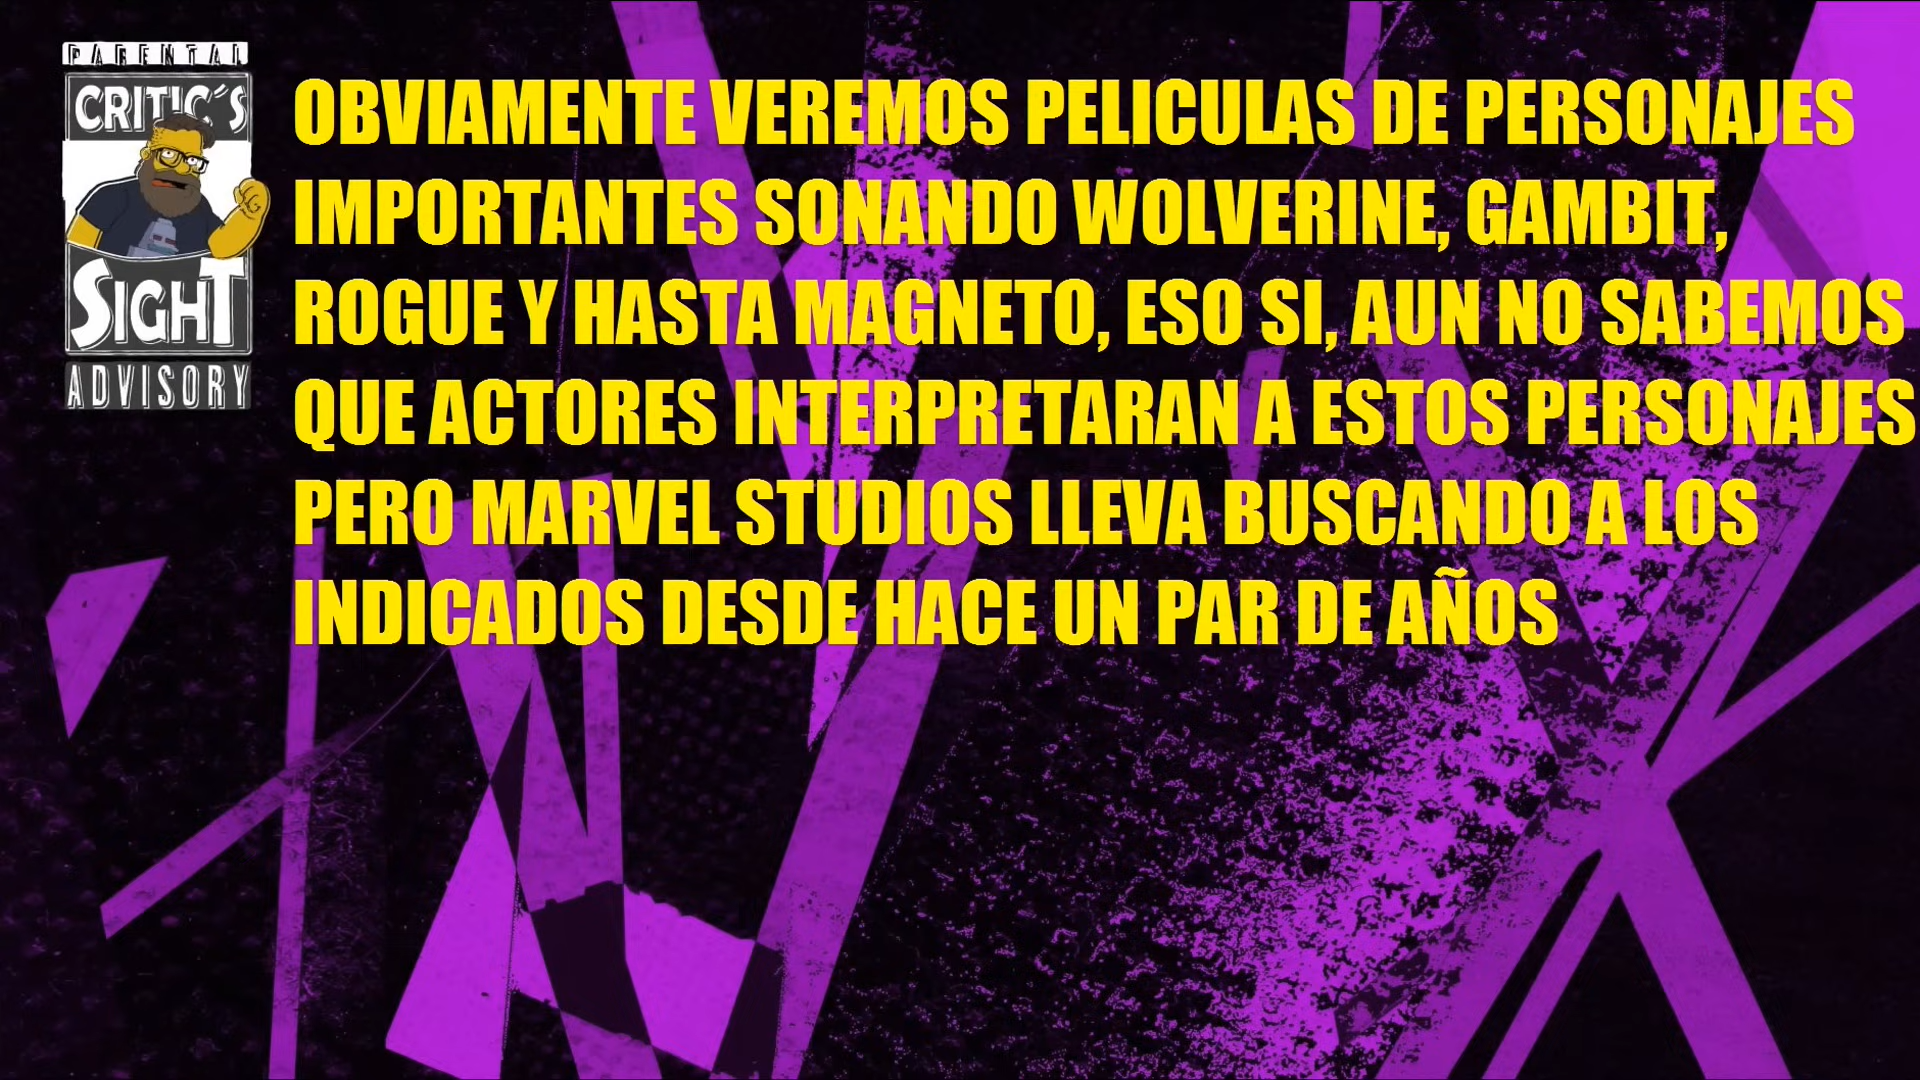 PARENTAL
CRITIC´S
SIGHT
ADVISORY
OBVIAMENTE VEREMOS PELICULAS DE PERSONAJES
IMPORTANTES SONANDO WOLVERINE, GAMBIT,
ROGUE Y HASTA MAGNETO, ESO SI, AUN NO SABEMOS
QUE ACTORES INTERPRETARAN A ESTOS PERSONAJES
PERO MARVEL STUDIOS LLEVA BUSCANDO A LOS
INDICADOS DESDE HACE UN PAR DE AÑOS